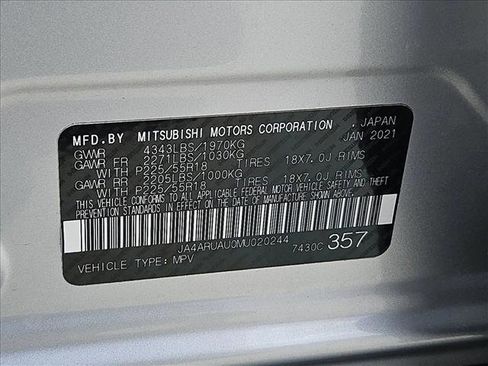 MFD.BY MITSUBISHI MOTORS CORPORATION , JAPAN
GVWR 4343LBS/1970KG JAN 2021
GAWR FR 2271LBS/1030KG
WITH P225/55R18 TIRES 18X7.0J RIMS
GAWR RR 2205LBS/1000KG
WITH P225/55R18 TIRES 18X7.0J RIMS
THIS VEHICLE CONFORMS TO ALL APPLICABLE FEDERAL MOTOR VEHICLE SAFETY AND THEFT
PREVENTION STANDARDS IN EFFECT ON THE DATE OF MANUFACTURE SHOWN ABOVE.
JA4ARUAU0MU020244 7430C 357
VEHICLE TYPE: MPV